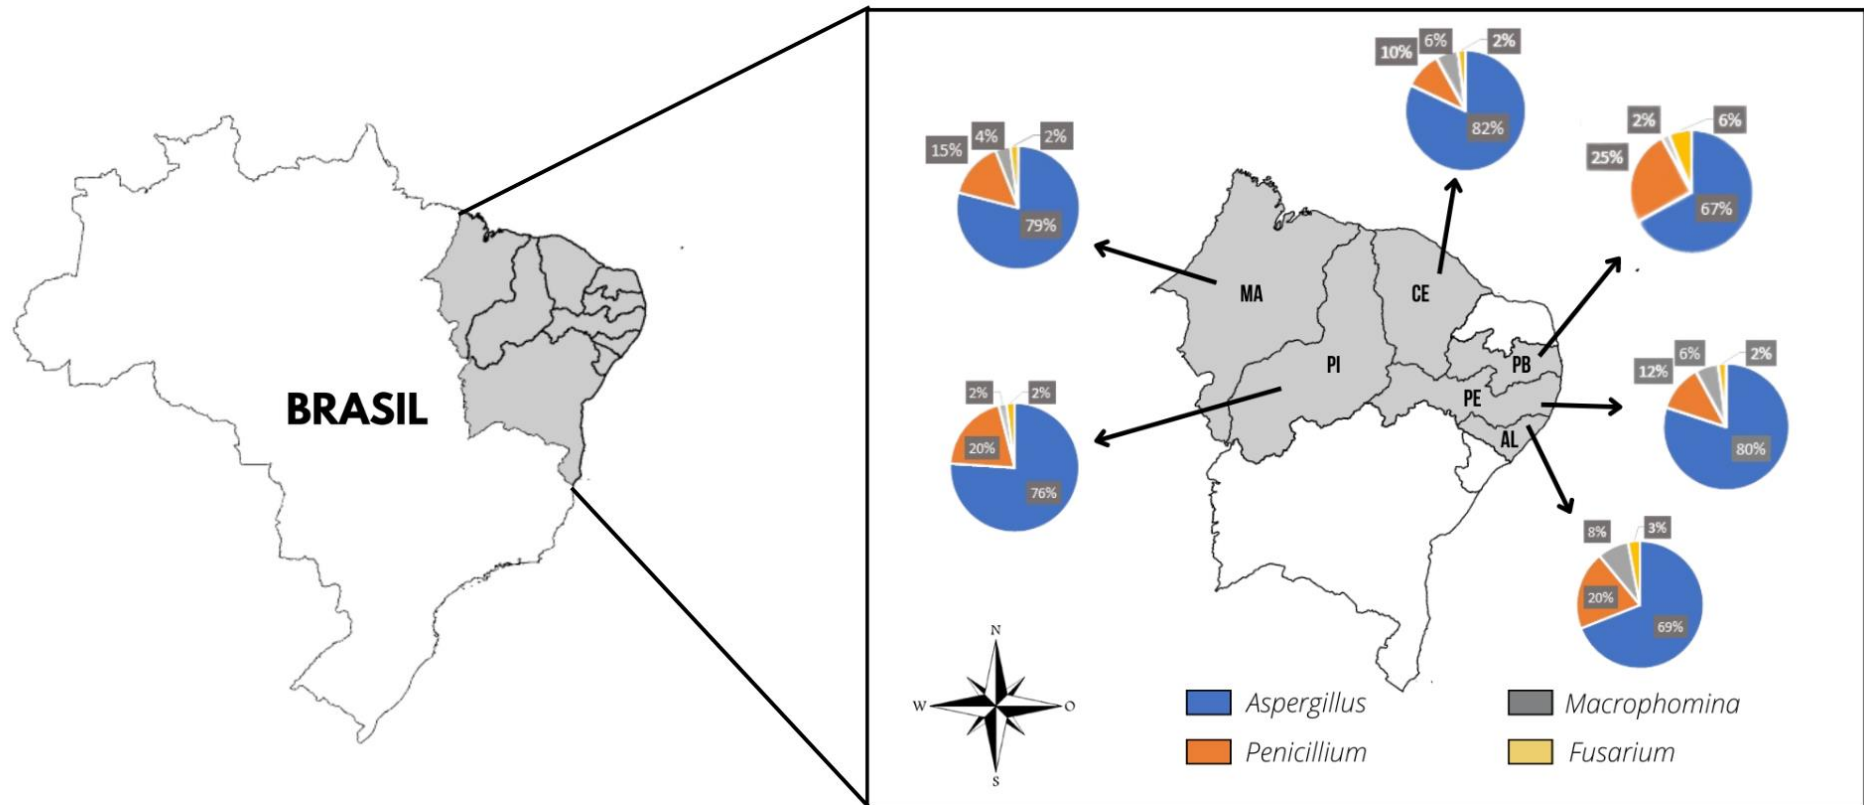 BRASIL
10%
6%
2%
82%
15%
4%
2%
79%
2%
6%
25%
67%
MA
CE
PI
PB
PE
AL
2%
2%
20%
76%
6%
2%
12%
80%
8%
3%
20%
69%
N
W
O
S
Aspergillus
Macrophomina
Penicillium
Fusarium